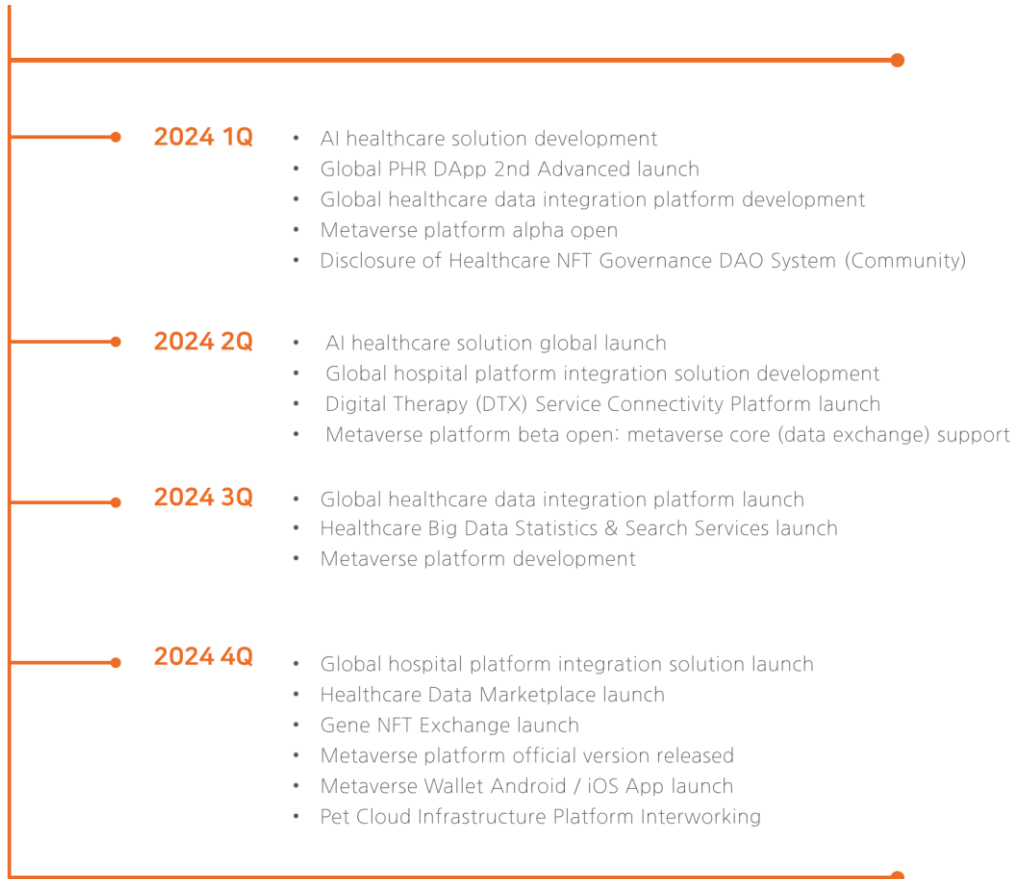 2024 1Q
• AI healthcare solution development
• Global PHR DApp 2nd Advanced launch
• Global healthcare data integration platform development
• Metaverse platform alpha open
• Disclosure of Healthcare NFT Governance DAO System (Community)
2024 2Q
• AI healthcare solution global launch
• Global hospital platform integration solution development
• Digital Therapy (DTX) Service Connectivity Platform launch
• Metaverse platform beta open: metaverse core (data exchange) support
2024 3Q
• Global healthcare data integration platform launch
• Healthcare Big Data Statistics & Search Services launch
• Metaverse platform development
2024 4Q
• Global hospital platform integration solution launch
• Healthcare Data Marketplace launch
• Gene NFT Exchange launch
• Metaverse platform official version released
• Metaverse Wallet Android / iOS App launch
• Pet Cloud Infrastructure Platform Interworking